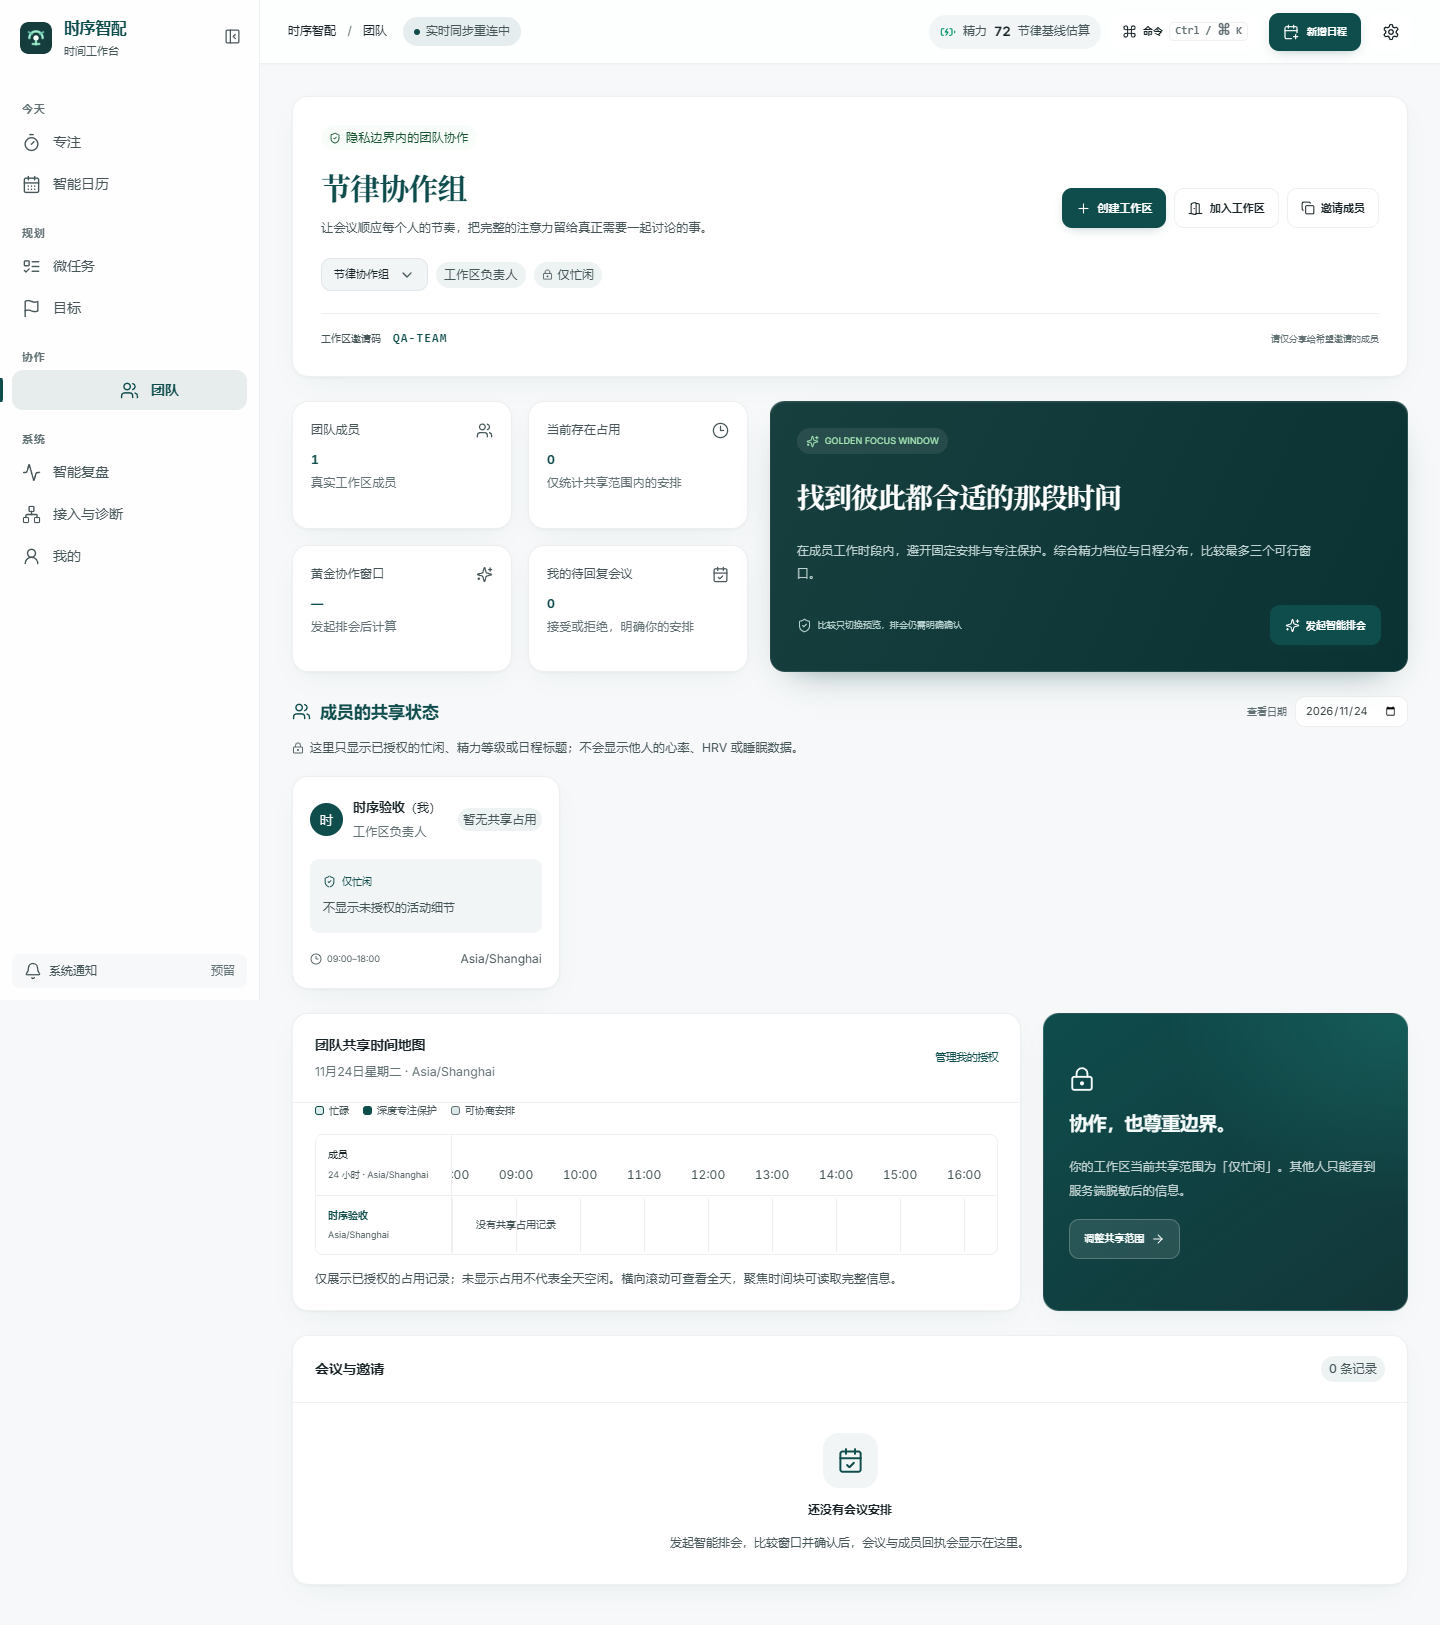 时序智配
时间工作台
时序智配 / 团队
实时同步重连中
精力 72 节律基线估算
命令 Ctrl / ⌘ K
新增日程
今天
专注
智能日历
规划
微任务
目标
协作
团队
系统
智能复盘
接入与诊断
我的
系统通知 预留
隐私边界内的团队协作
节律协作组
让会议顺应每个人的节奏，把完整的注意力留给真正需要一起讨论的事。
创建工作区
加入工作区
邀请成员
节律协作组
工作区负责人
仅忙闲
工作区邀请码 QA-TEAM
请仅分享给希望邀请的成员
团队成员
1
真实工作区成员
当前存在占用
0
仅统计共享范围内的安排
黄金协作窗口
—
发起排会后计算
我的待回复会议
0
接受或拒绝，明确你的安排
GOLDEN FOCUS WINDOW
找到彼此都合适的那段时间
在成员工作时段内，避开固定安排与专注保护。综合精力档位与日程分布，比较最多三个可行窗
口。
比较只切换预览，排会仍需明确确认
发起智能排会
成员的共享状态
查看日期 2026/11/24
这里只显示已授权的忙闲、精力等级或日程标题；不会显示他人的心率、HRV 或睡眠数据。
时
时序验收（我）
工作区负责人
暂无共享占用
仅忙闲
不显示未授权的活动细节
09:00–18:00
Asia/Shanghai
团队共享时间地图
11月24日星期二 · Asia/Shanghai
管理我的授权
忙碌 深度专注保护 可协商安排
成员
24 小时 · Asia/Shanghai
:00 09:00 10:00 11:00 12:00 13:00 14:00 15:00 16:00
时序验收
Asia/Shanghai
没有共享占用记录
仅展示已授权的占用记录；未显示占用不代表全天空闲。横向滚动可查看全天，聚焦时间块可读取完整信息。
协作，也尊重边界。
你的工作区当前共享范围为「仅忙闲」。其他人只能看到
服务端脱敏后的信息。
调整共享范围
会议与邀请
0 条记录
还没有会议安排
发起智能排会，比较窗口并确认后，会议与成员回执会显示在这里。